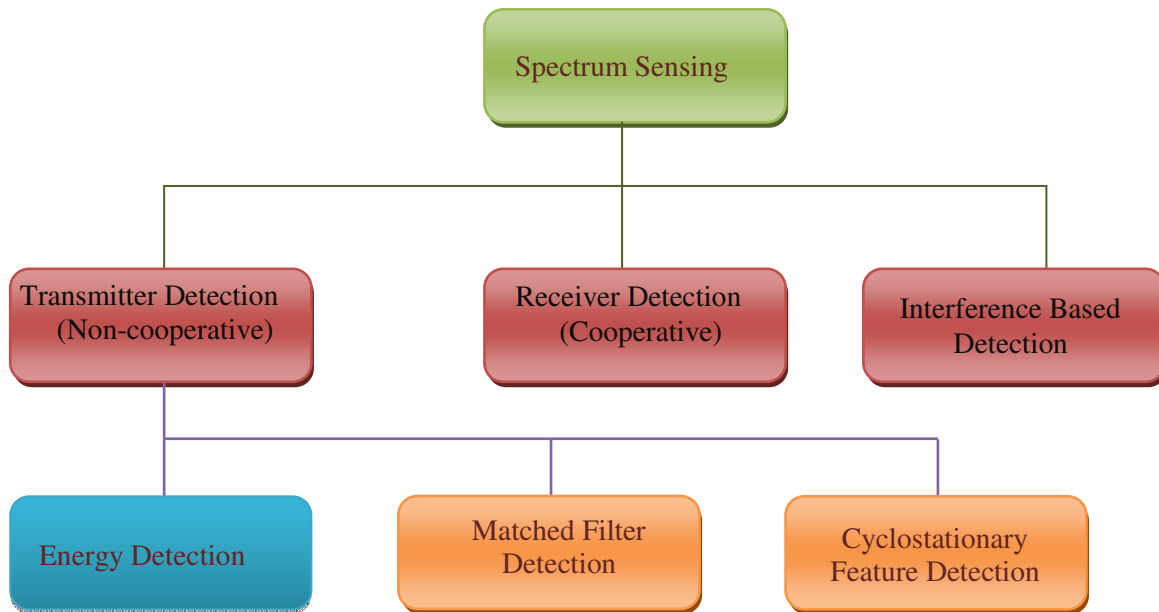 Spectrum Sensing
Transmitter Detection
(Non-cooperative)
Receiver Detection
(Cooperative)
Interference Based
Detection
Energy Detection
Matched Filter
Detection
Cyclostationary
Feature Detection